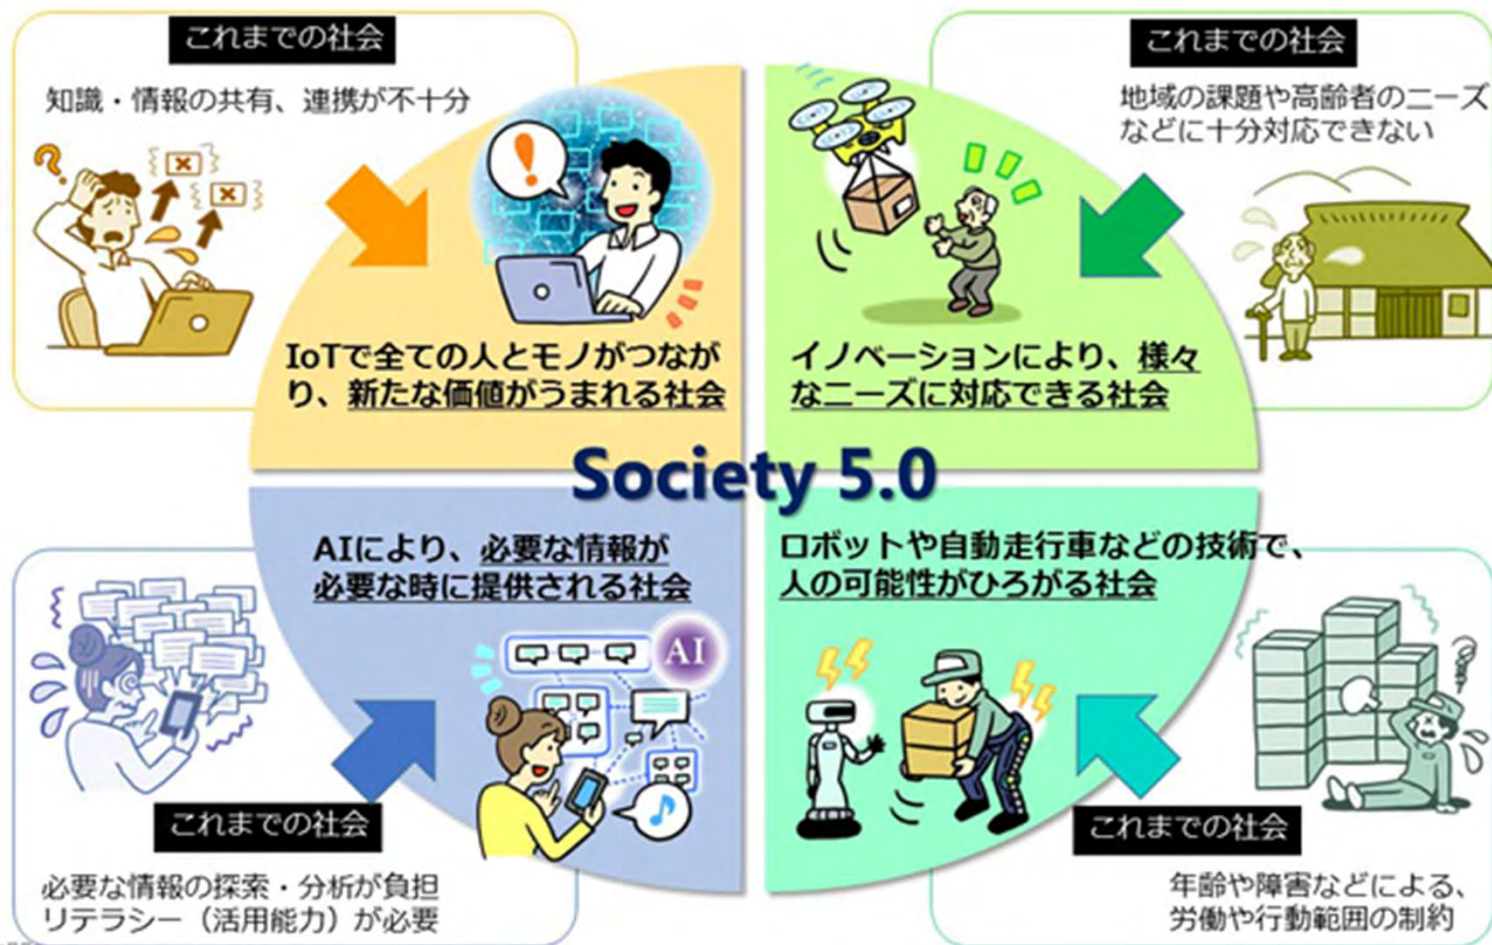 これまでの社会
知識・情報の共有、連携が不十分
?
!
IoTで全ての人とモノがつなが
り、新たな価値がうまれる社会
これまでの社会
地域の課題や高齢者のニーズ
などに十分対応できない
イノベーションにより、様々
なニーズに対応できる社会
Society 5.0
AIにより、必要な情報が
必要な時に提供される社会
AI
これまでの社会
必要な情報の探索・分析が負担
リテラシー（活用能力）が必要
ロボットや自動走行車などの技術で、
人の可能性がひろがる社会
これまでの社会
年齢や障害などによる、
労働や行動範囲の制約